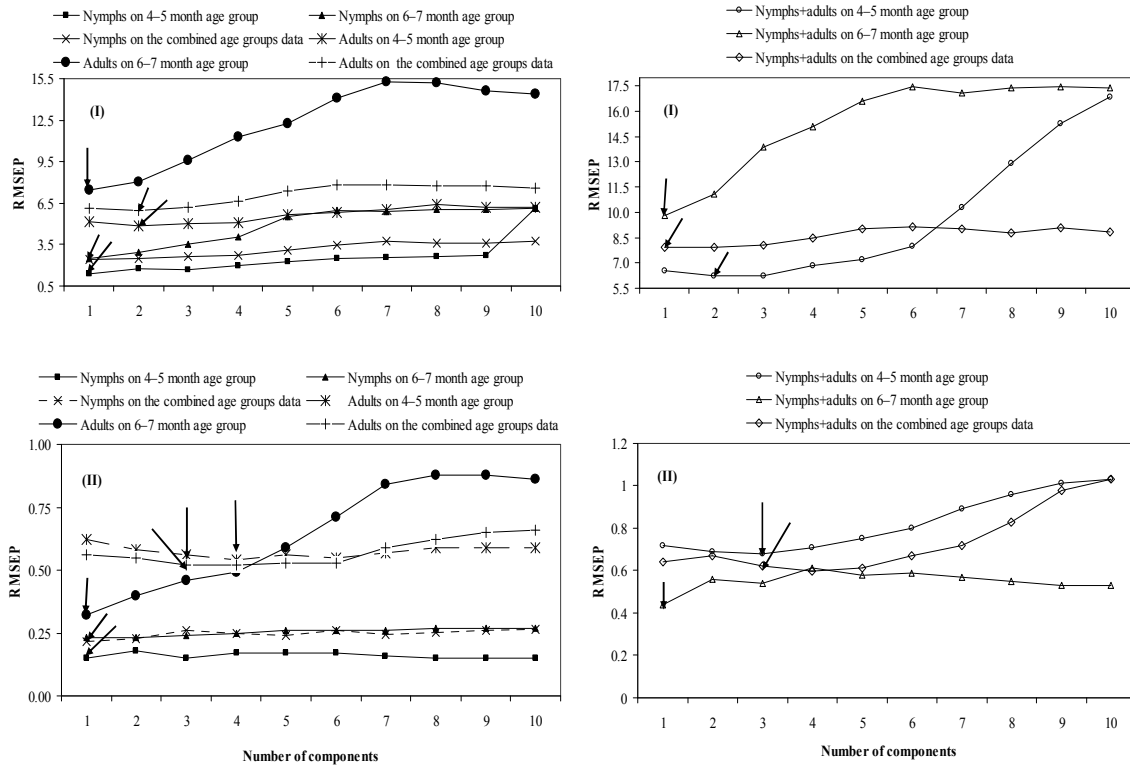 Nymphs on 4–5 month age group
Nymphs on 6–7 month age group
Nymphs on the combined age groups data
Adults on 4–5 month age group
Adults on 6–7 month age group
Adults on the combined age groups data
(I)
RMSEP
15.5
12.5
9.5
6.5
3.5
0.5
1 2 3 4 5 6 7 8 9 10
Nymphs+adults on 4–5 month age group
Nymphs+adults on 6–7 month age group
Nymphs+adults on the combined age groups data
(I)
RMSEP
17.5
16.0
14.5
13.0
11.5
10.0
8.5
7.0
5.5
1 2 3 4 5 6 7 8 9 10
Nymphs on 4–5 month age group
Nymphs on 6–7 month age group
Nymphs on the combined age groups data
Adults on 4–5 month age group
Adults on 6–7 month age group
Adults on the combined age groups data
(II)
RMSEP
1.00
0.75
0.50
0.25
0.00
1 2 3 4 5 6 7 8 9 10
Number of components
Nymphs+adults on 4–5 month age group
Nymphs+adults on 6–7 month age group
Nymphs+adults on the combined age groups data
(II)
RMSEP
1.2
1
0.8
0.6
0.4
0.2
0
1 2 3 4 5 6 7 8 9 10
Number of components